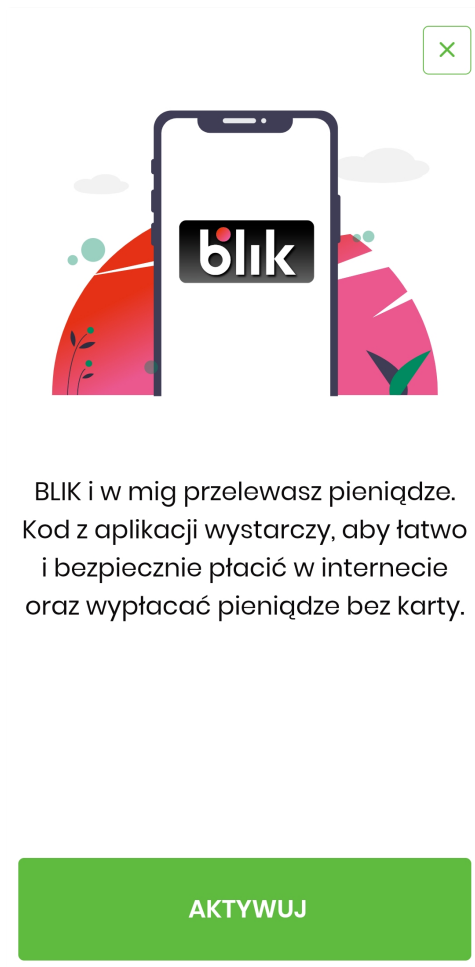 blik
BLIK i w mig przelewasz pieniądze.
Kod z aplikacji wystarczy, aby łatwo
i bezpiecznie płacić w internecie
oraz wypłacać pieniądze bez karty.
AKTYWUJ